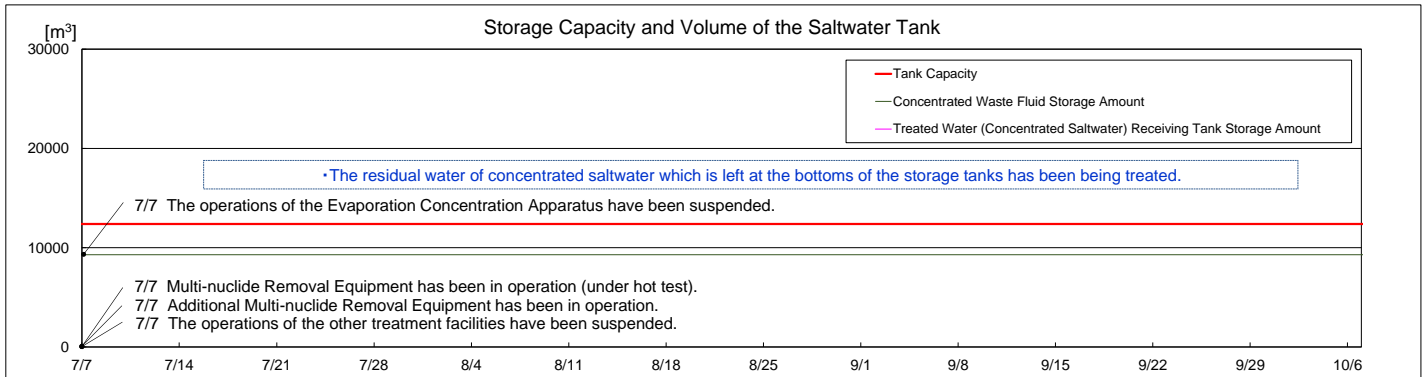 Storage Capacity and Volume of the Saltwater Tank
[m³]
30000
Tank Capacity
Concentrated Waste Fluid Storage Amount
Treated Water (Concentrated Saltwater) Receiving Tank Storage Amount
20000
・The residual water of concentrated saltwater which is left at the bottoms of the storage tanks has been being treated.
7/7 The operations of the Evaporation Concentration Apparatus have been suspended.
10000
7/7 Multi-nuclide Removal Equipment has been in operation (under hot test).
7/7 Additional Multi-nuclide Removal Equipment has been in operation.
7/7 The operations of the other treatment facilities have been suspended.
0
7/7 7/14 7/21 7/28 8/4 8/11 8/18 8/25 9/1 9/8 9/15 9/22 9/29 10/6